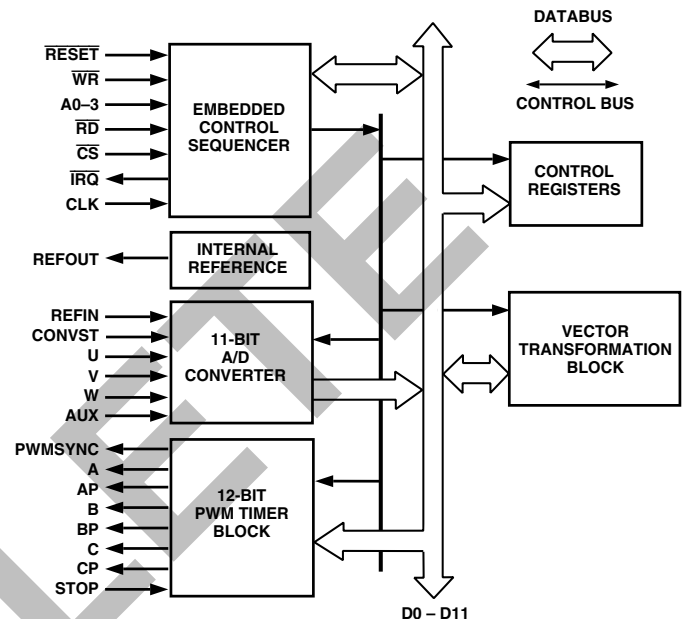 DATABUS
CONTROL BUS
RESET
WR
A0–3
RD
CS
IRQ
CLK
EMBEDDED
CONTROL
SEQUENCER
CONTROL
REGISTERS
REFOUT
INTERNAL
REFERENCE
REFIN
CONVST
U
V
W
AUX
11-BIT
A/D
CONVERTER
VECTOR
TRANSFORMATION
BLOCK
PWMSYNC
A
AP
B
BP
C
CP
STOP
12-BIT
PWM TIMER
BLOCK
D0 – D11
LETE